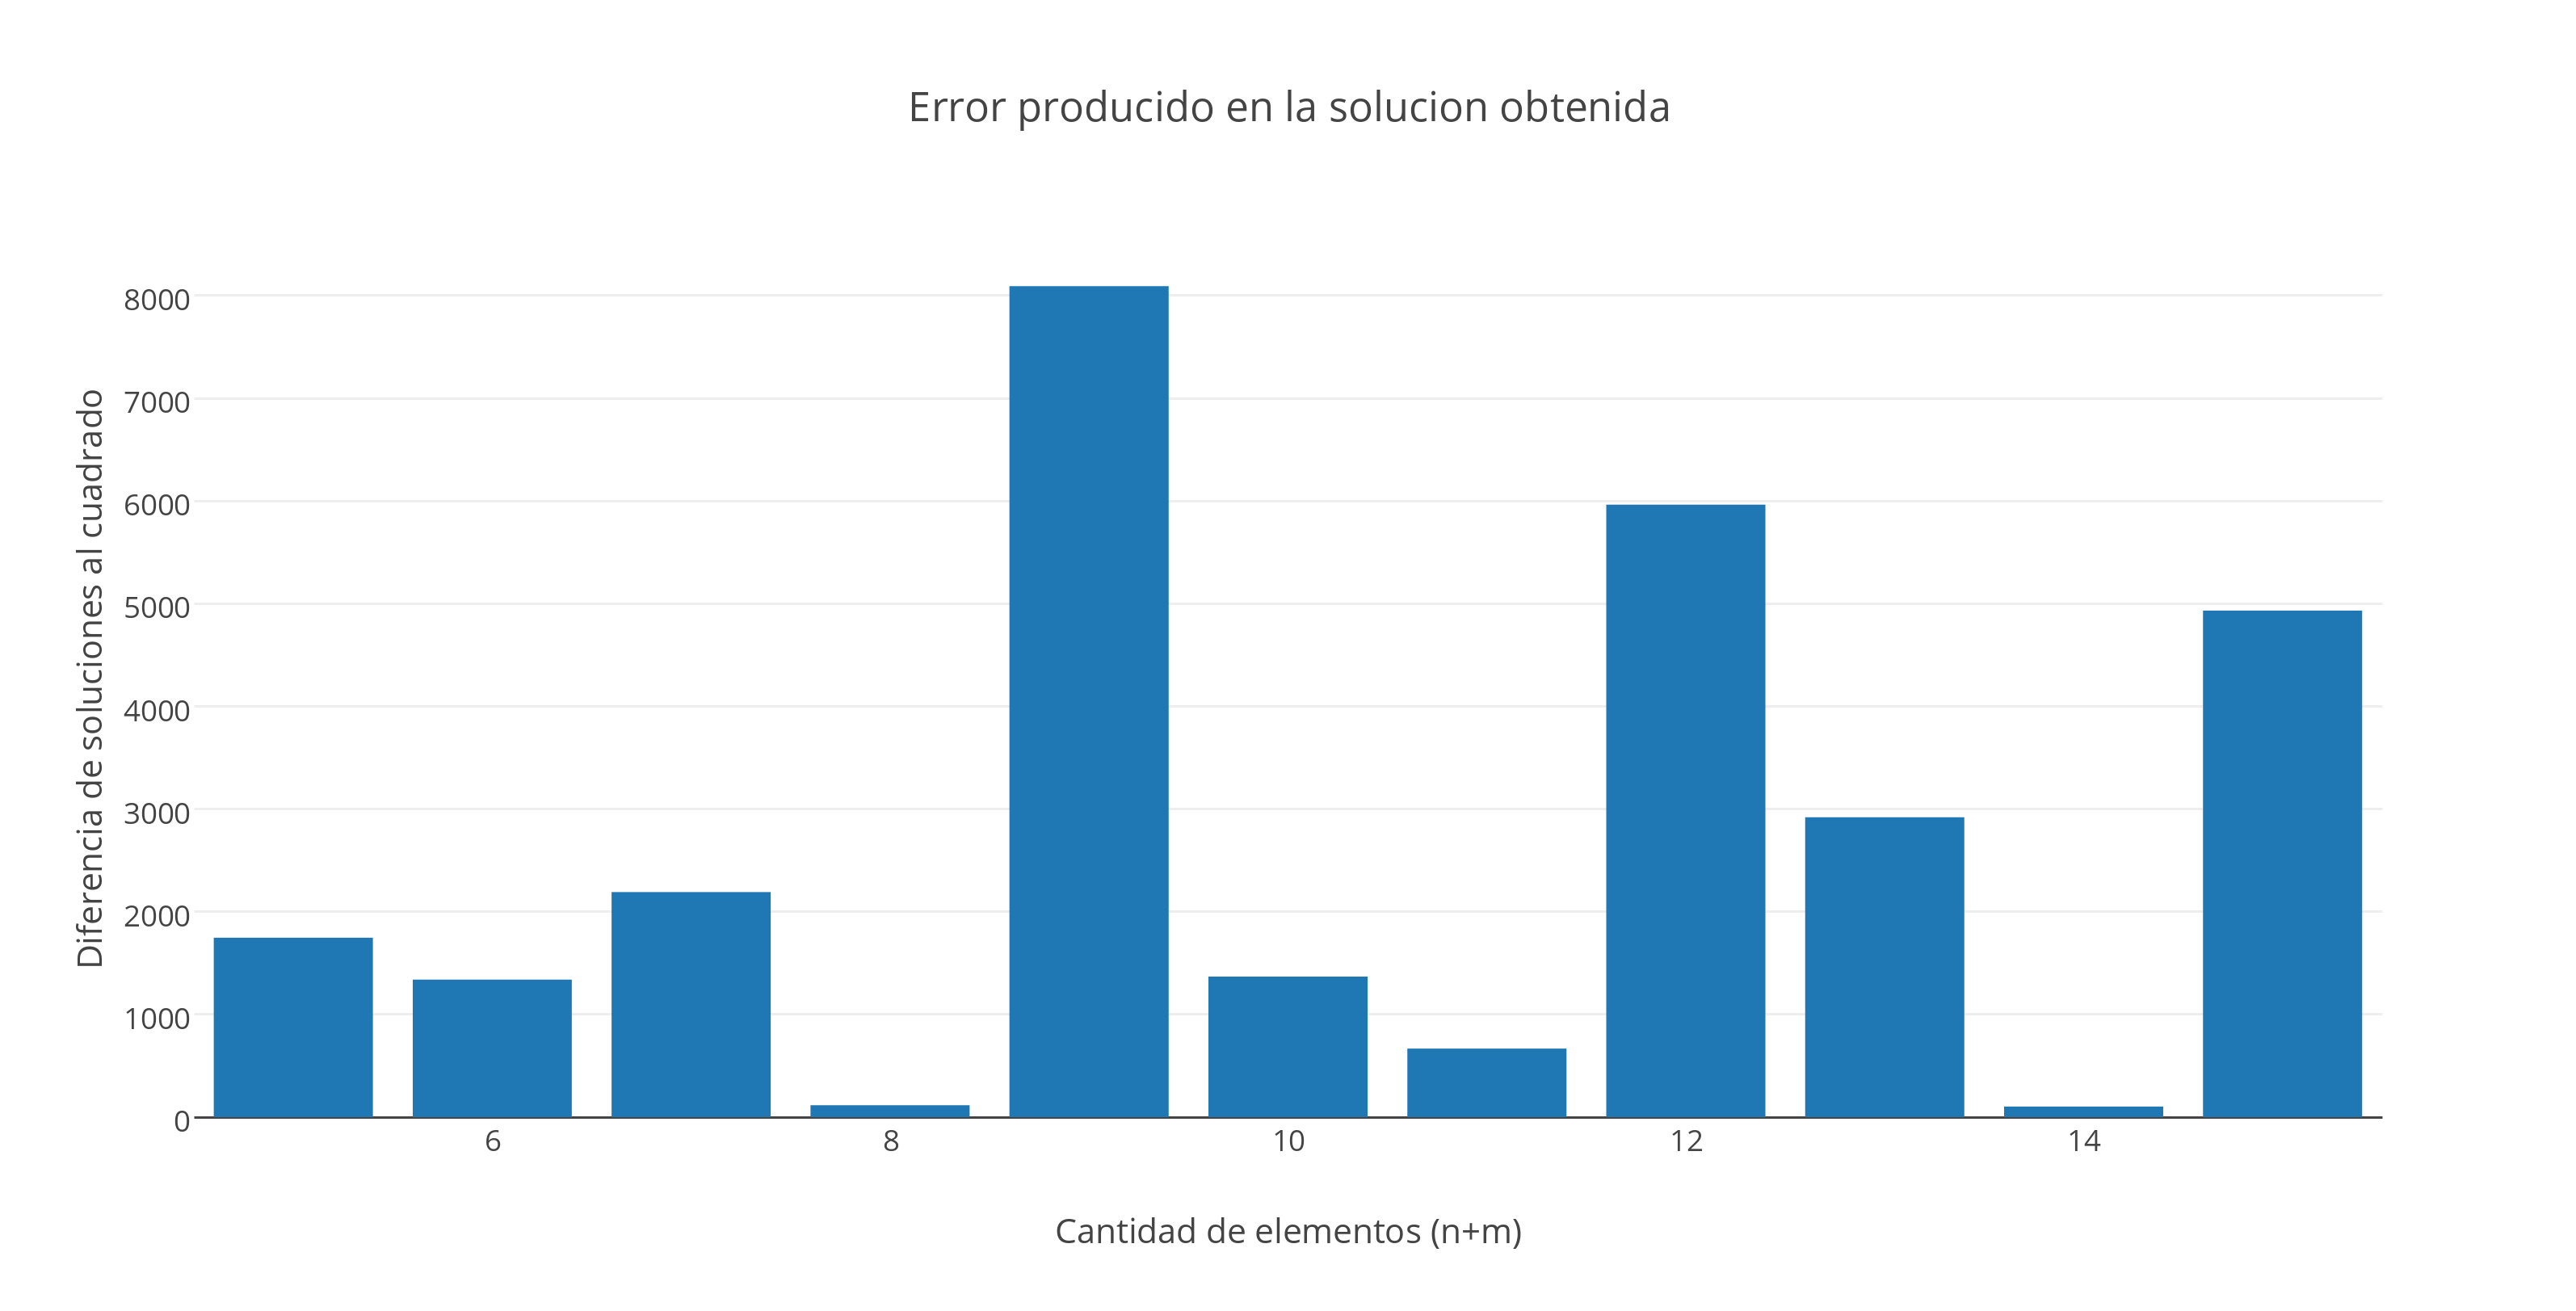 Error producido en la solucion obtenida
8000
7000
6000
5000
4000
3000
2000
1000
0
Diferencia de soluciones al cuadrado
6 8 10 12 14
Cantidad de elementos (n+m)